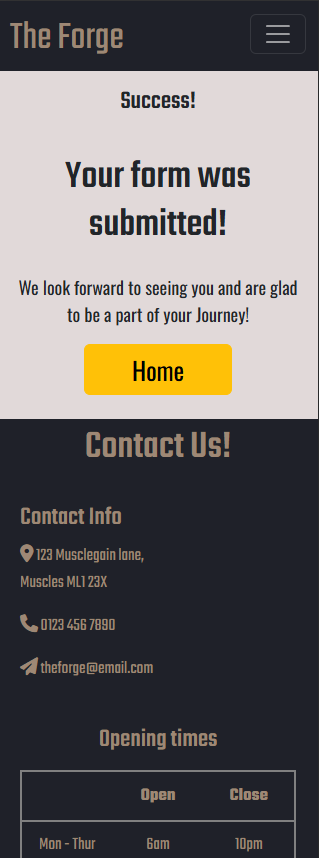 The Forge
Success!
Your form was
submitted!
We look forward to seeing you and are glad
to be a part of your Journey!
Home
Contact Us!
Contact Info
123 Musclegain lane,
Muscles ML1 23X
0123 456 7890
theforge@email.com
Opening times
Open Close
Mon - Thur 6am 10pm